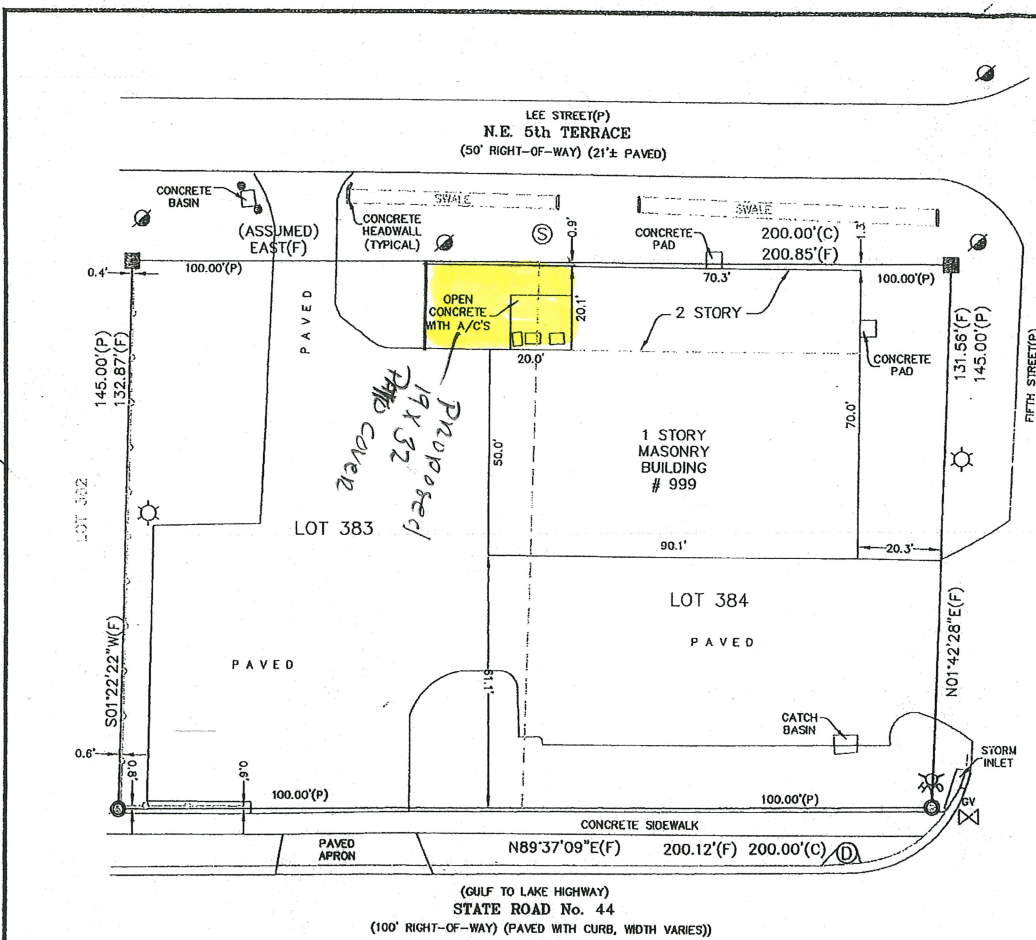 LEE STREET(P)
N.E. 5th TERRACE
(50' RIGHT-OF-WAY) (21'± PAVED)
CONCRETE
BASIN
(ASSUMED)
EAST(F)
CONCRETE
HEADWALL
(TYPICAL)
SWALE
SWALE
S
0.9'
CONCRETE
PAD
200.00'(C)
200.85'(F)
1.3'
0.4'
100.00'(P)
70.3'
100.00'(P)
PAVED
OPEN
CONCRETE
WITH A/C'S
20.1'
20.0'
2 STORY
CONCRETE
PAD
145.00'(P)
132.87'(F)
131.56'(F)
145.00'(P)
FIFTH STREET(P)
Proposed
19 x 32
PATIO COVER
50.0'
70.0'
1 STORY
MASONRY
BUILDING
# 999
LOT 382
LOT 383
90.1'
20.3'
LOT 384
PAVED
PAVED
S01°22'22"W(F)
N01°42'28"E(F)
61.1'
CATCH
BASIN
STORM
INLET
GV
0.6'
0.8'
0.6'
100.00'(P)
100.00'(P)
CONCRETE SIDEWALK
PAVED
APRON
N89°37'09"E(F)
200.12'(F) 200.00'(C)
D
(GULF TO LAKE HIGHWAY)
STATE ROAD No. 44
(100' RIGHT-OF-WAY) (PAVED WITH CURB, WIDTH VARIES))